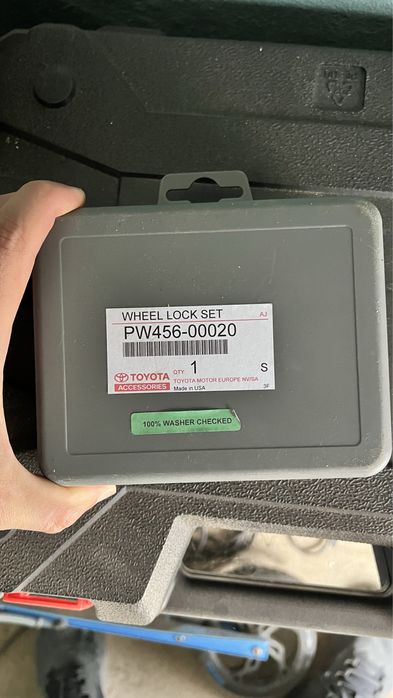 WHEEL LOCK SET AJ
PW456-00020
QTY 1 S
TOYOTA TOYOTA MOTOR EUROPE NV/SA
ACCESSORIES Made in USA 3F
100% WASHER CHECKED